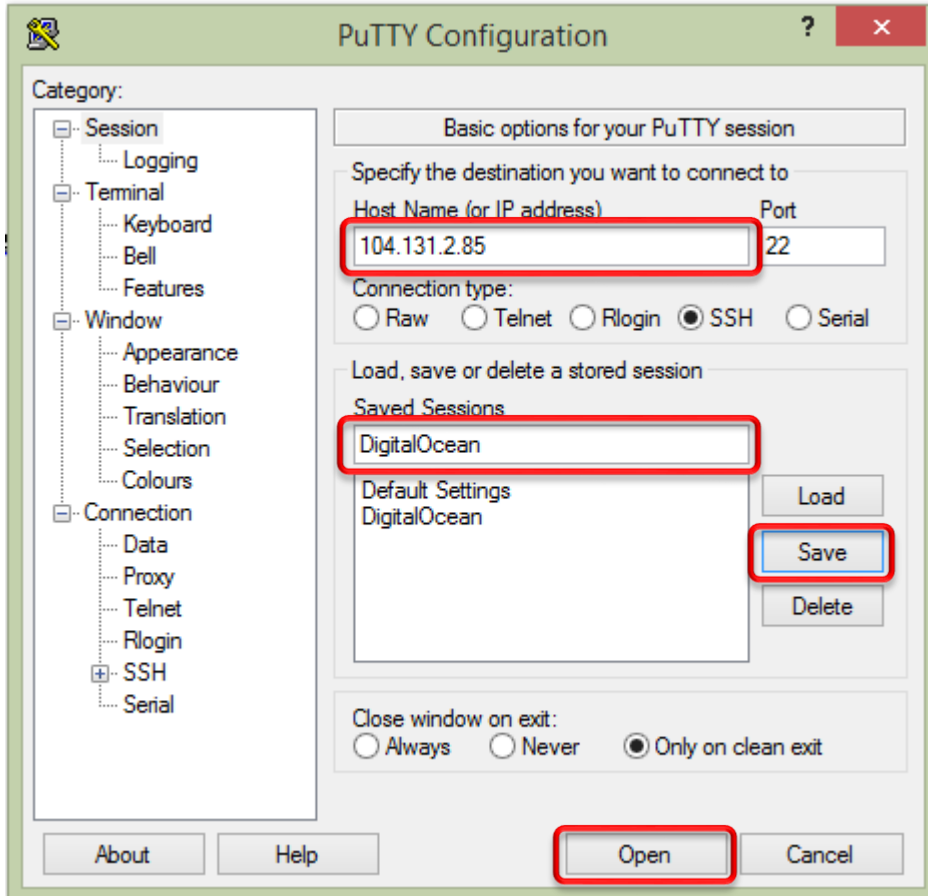 PuTTY Configuration
?
Category:
Session
Logging
Terminal
Keyboard
Bell
Features
Window
Appearance
Behaviour
Translation
Selection
Colours
Connection
Data
Proxy
Telnet
Rlogin
SSH
Serial
Basic options for your PuTTY session
Specify the destination you want to connect to
Host Name (or IP address) Port
104.131.2.85 22
Connection type:
Raw Telnet Rlogin SSH Serial
Load, save or delete a stored session
Saved Sessions
DigitalOcean
Default Settings
DigitalOcean
Load
Save
Delete
Close window on exit:
Always Never Only on clean exit
About Help Open Cancel